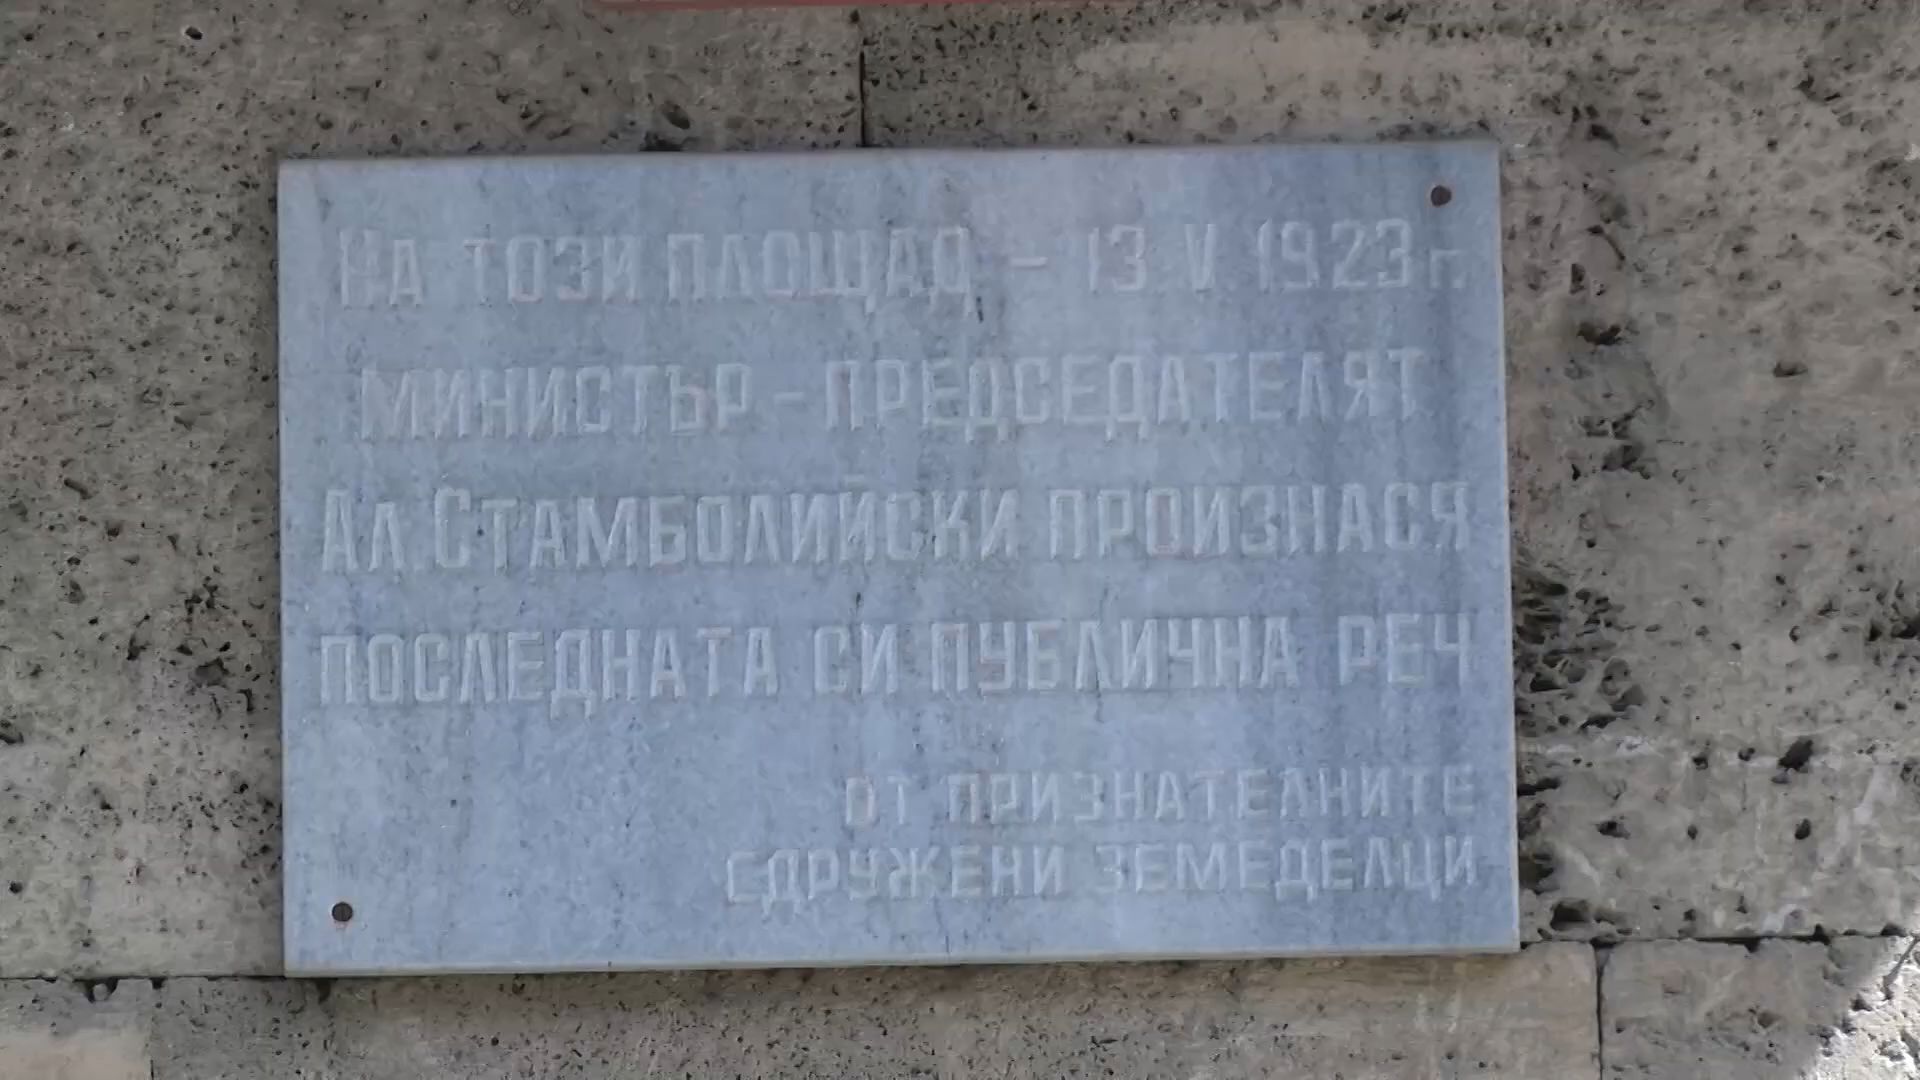 На този площад – 13. V. 1923 г.
министър – председателят
Ал. Стамболийски произнася
последната си публична реч
от признателните
сдружени земеделци